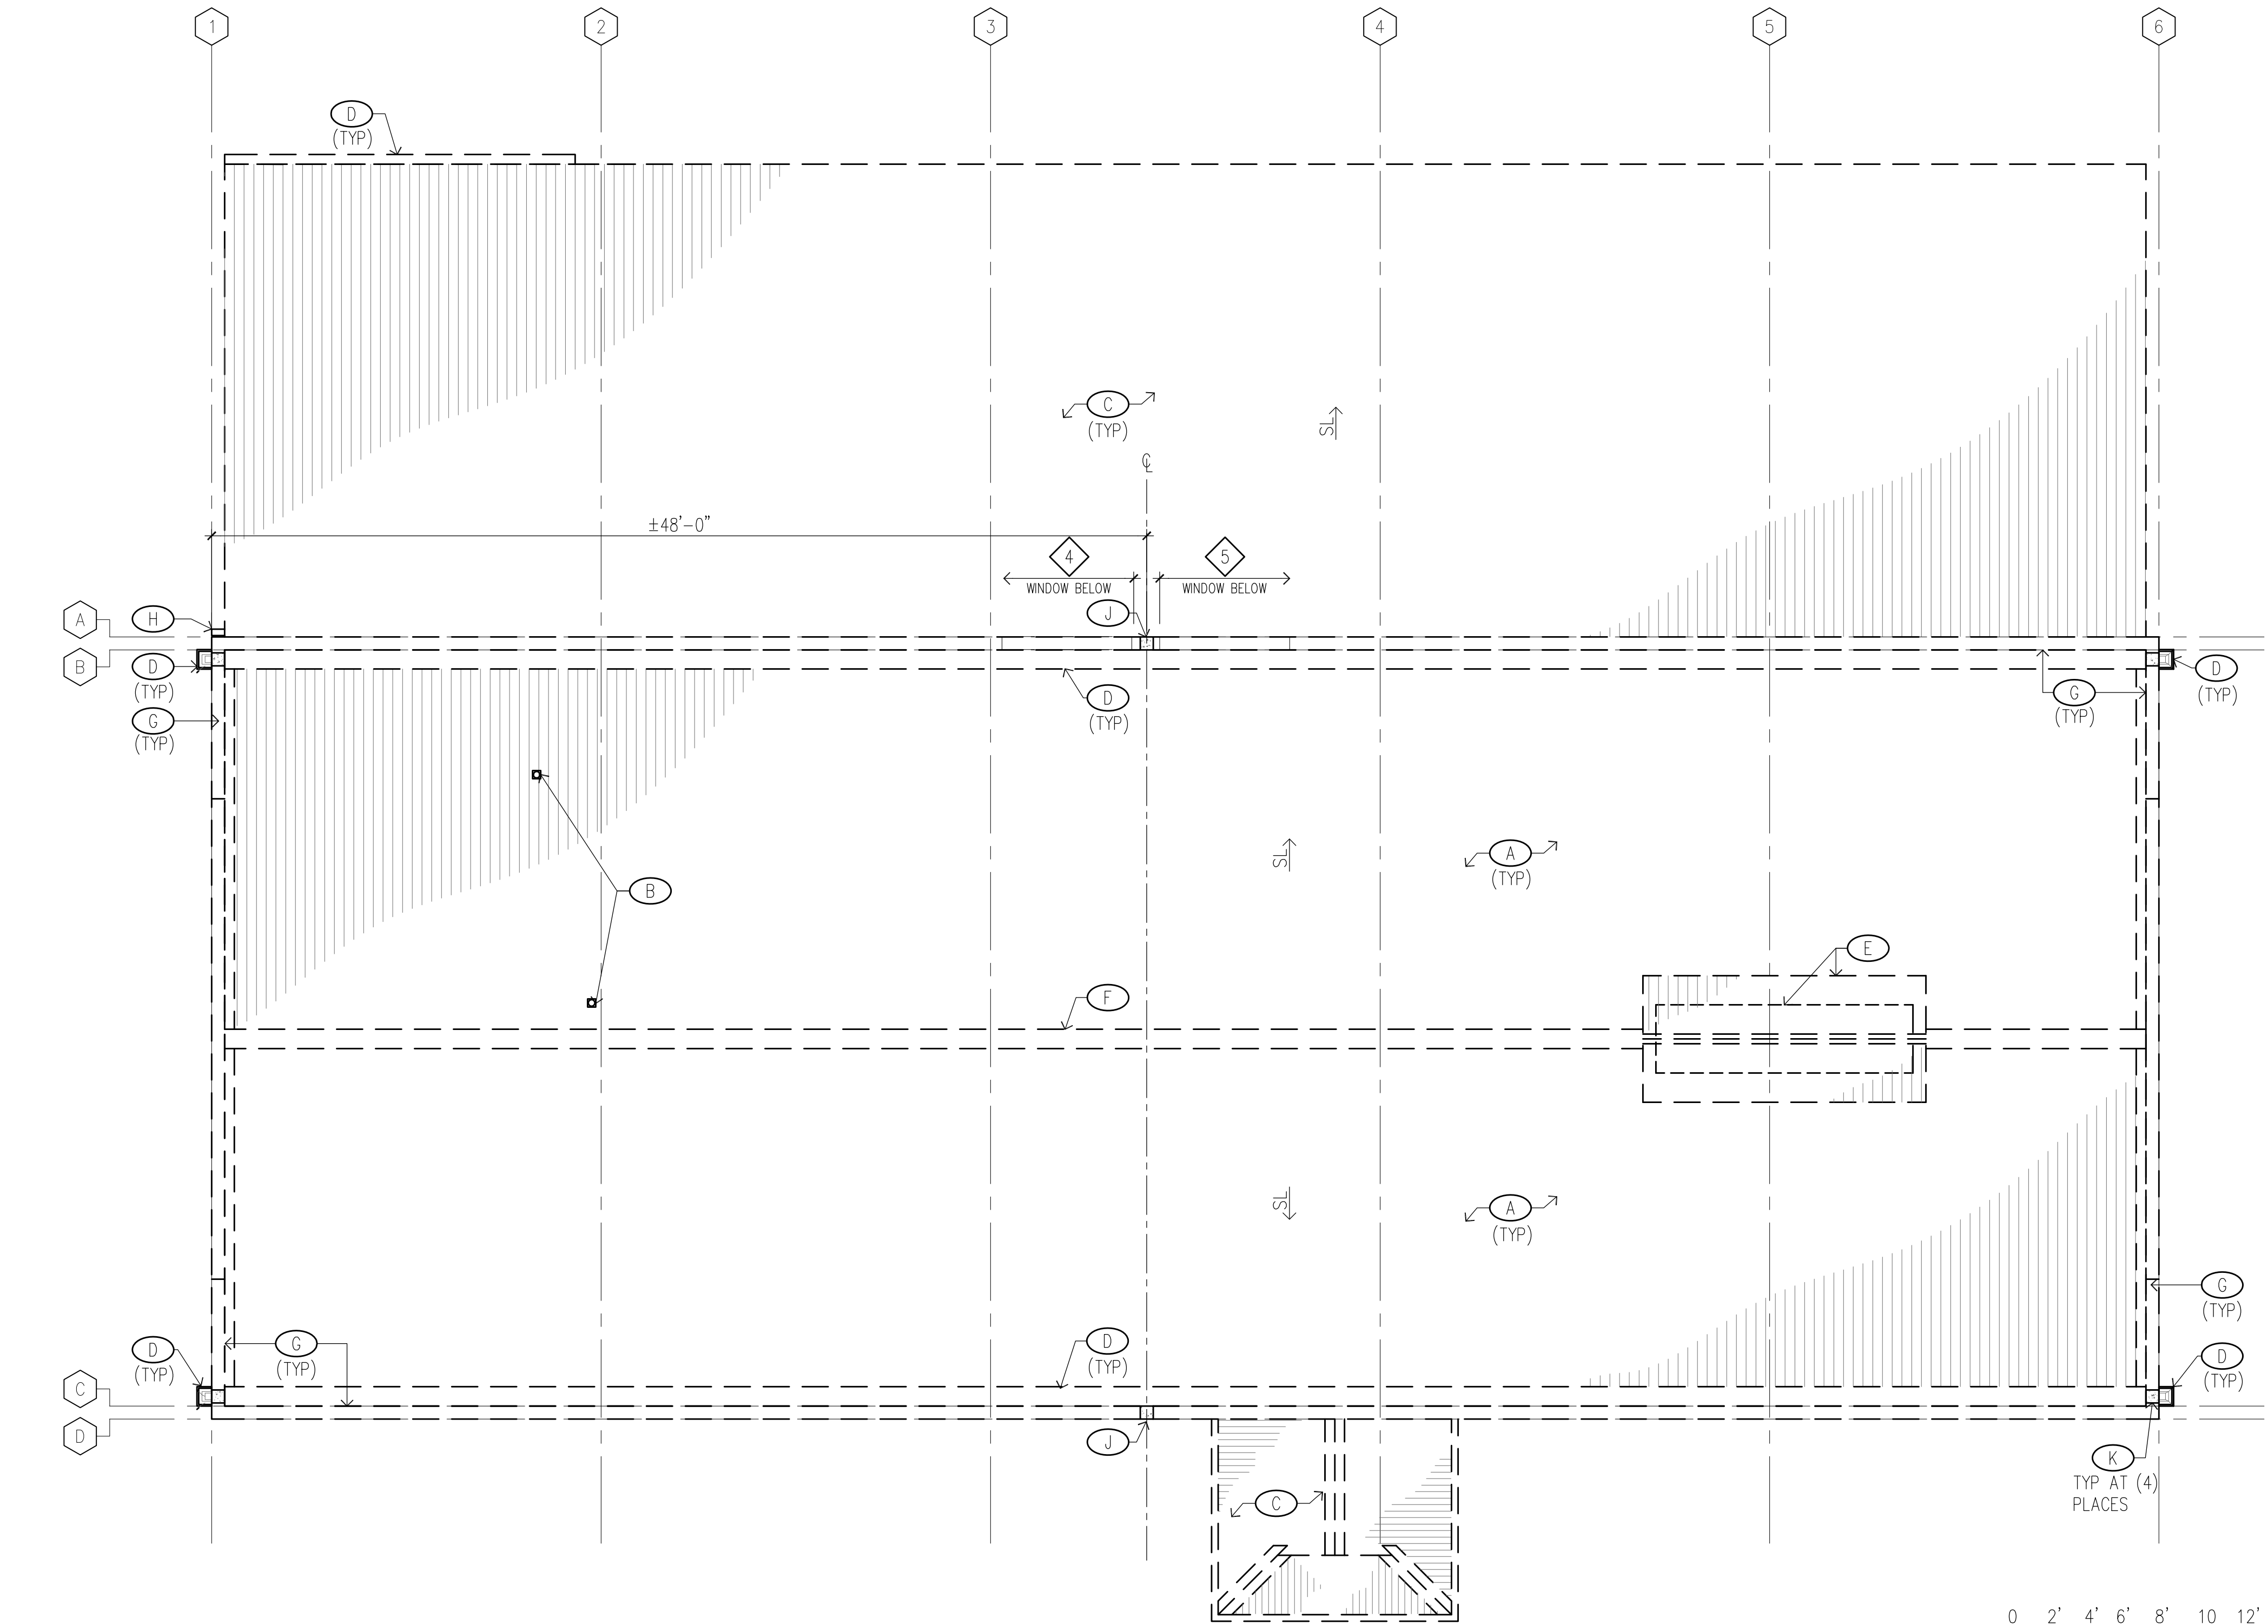 1 2 3 4 5 6
D
(TYP)
C
(TYP)
SL
℄
±48'-0"
4
5
WINDOW BELOW
WINDOW BELOW
A
H
J
B
D
(TYP)
D
(TYP)
G
(TYP)
D
(TYP)
G
(TYP)
B
SL
A
(TYP)
E
F
SL
A
(TYP)
G
(TYP)
D
(TYP)
G
(TYP)
D
(TYP)
D
(TYP)
C
D
J
K
TYP AT (4)
PLACES
C
0 2' 4' 6' 8' 10 12'